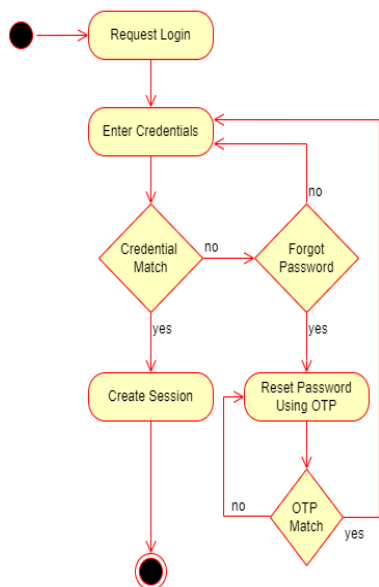 Request Login
Enter Credentials
no
Credential
Match
no
Forgot
Password
yes
yes
Create Session
Reset Password
Using OTP
no
OTP
Match
yes